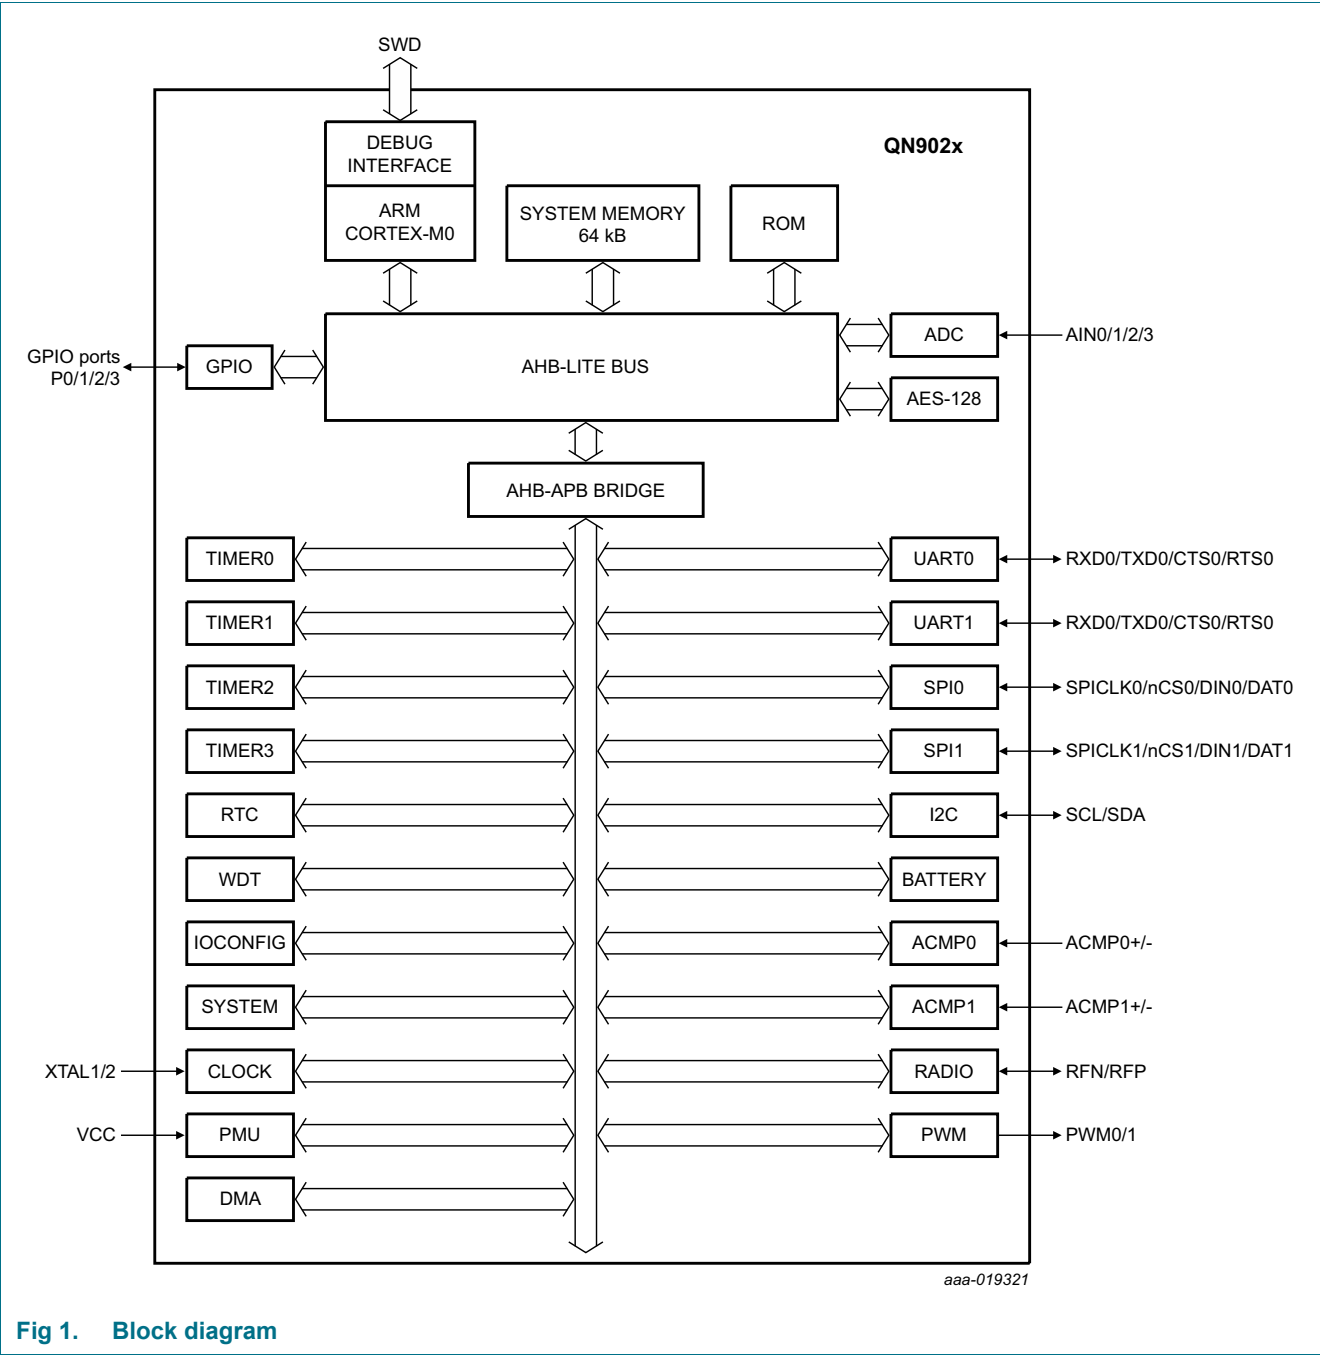 SWD
QN902x
DEBUG
INTERFACE
ARM
CORTEX-M0
SYSTEM MEMORY
64 kB
ROM
GPIO ports
P0/1/2/3
GPIO
AHB-LITE BUS
ADC
AIN0/1/2/3
AES-128
AHB-APB BRIDGE
TIMER0
UART0
RXD0/TXD0/CTS0/RTS0
TIMER1
UART1
RXD0/TXD0/CTS0/RTS0
TIMER2
SPI0
SPICLK0/nCS0/DIN0/DAT0
TIMER3
SPI1
SPICLK1/nCS1/DIN1/DAT1
RTC
I2C
SCL/SDA
WDT
BATTERY
IOCONFIG
ACMP0
ACMP0+/-
SYSTEM
ACMP1
ACMP1+/-
XTAL1/2
CLOCK
RADIO
RFN/RFP
VCC
PMU
PWM
PWM0/1
DMA
aaa-019321
Fig 1. Block diagram